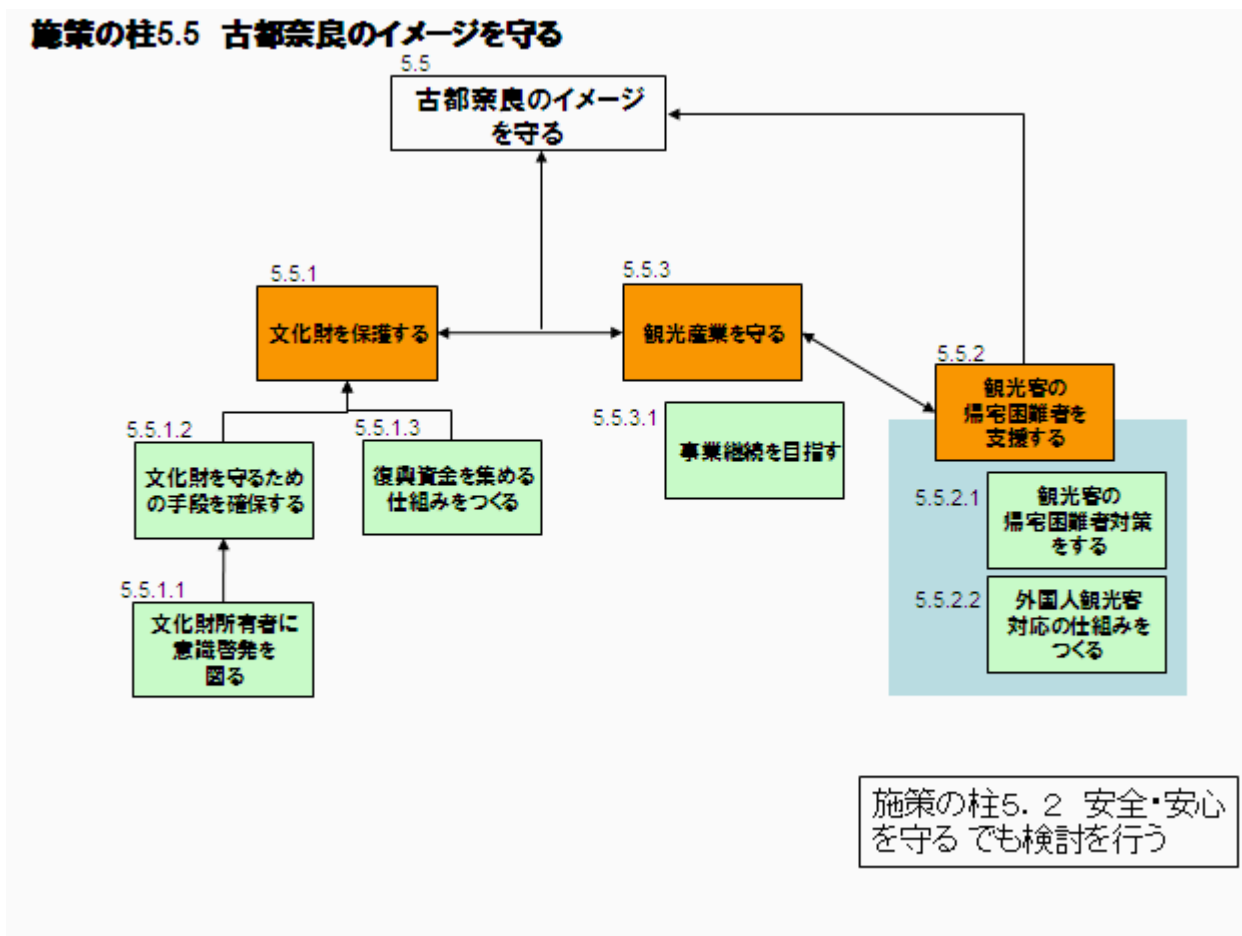 施策の柱5.5 古都奈良のイメージを守る
5.5
古都奈良のイメージ
を守る
5.5.1
文化財を保護する
5.5.3
観光産業を守る
5.5.2
観光客の
帰宅困難者を
支援する
5.5.1.2
文化財を守るため
の手段を確保する
5.5.1.3
復興資金を集める
仕組みをつくる
5.5.3.1
事業継続を目指す
5.5.2.1
観光客の
帰宅困難者対策
をする
5.5.1.1
文化財所有者に
意識啓発を
図る
5.5.2.2
外国人観光客
対応の仕組みを
つくる
施策の柱5．2 安全・安心
を守る でも検討を行う